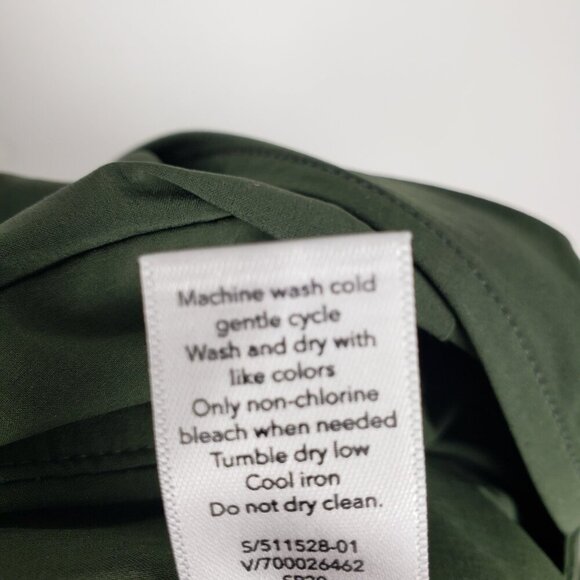 Machine wash cold
gentle cycle
Wash and dry with
like colors
Only non-chlorine
bleach when needed
Tumble dry low
Cool iron
Do not dry clean.
S/511528-01
V/700026462
SP20